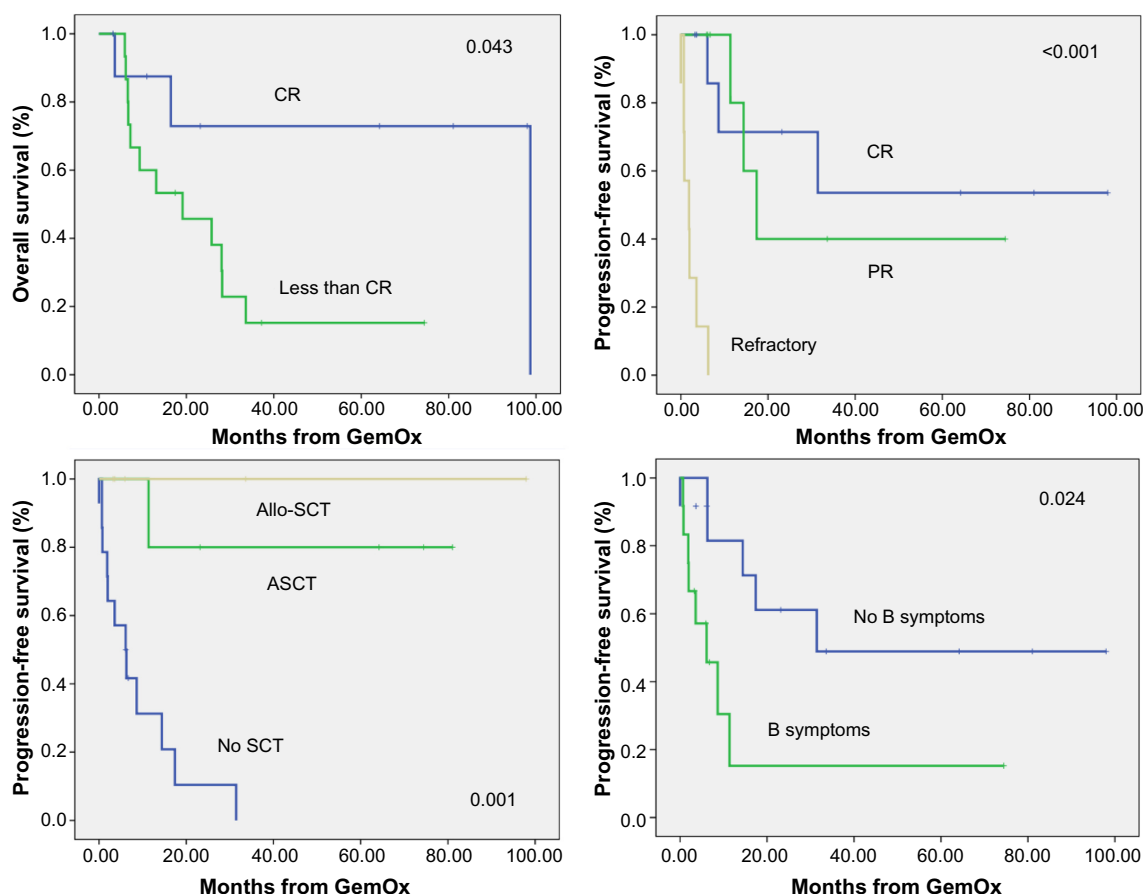 Overall survival (%)
1.0
0.8
0.6
0.4
0.2
0.0
0.043
CR
Less than CR
0.00 20.00 40.00 60.00 80.00 100.00
Months from GemOx
Progression-free survival (%)
1.0
0.8
0.6
0.4
0.2
0.0
<0.001
CR
PR
Refractory
0.00 20.00 40.00 60.00 80.00 100.00
Months from GemOx
Progression-free survival (%)
1.0
0.8
0.6
0.4
0.2
0.0
Allo-SCT
ASCT
No SCT
0.001
0.00 20.00 40.00 60.00 80.00 100.00
Months from GemOx
Progression-free survival (%)
1.0
0.8
0.6
0.4
0.2
0.0
0.024
No B symptoms
B symptoms
0.00 20.00 40.00 60.00 80.00 100.00
Months from GemOx